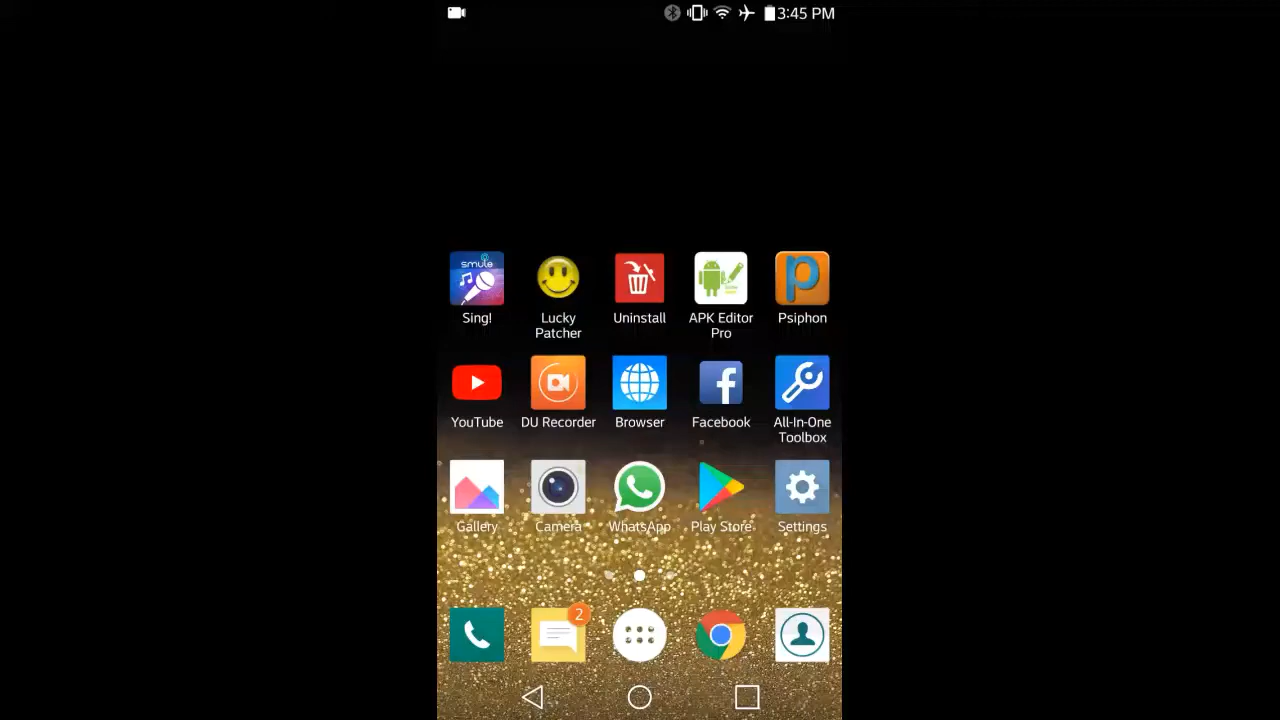 3:45 PM
smule
Sing!
Lucky Patcher
Uninstall
APK Editor Pro
Psiphon
YouTube
DU Recorder
Browser
Facebook
All-In-One Toolbox
Gallery
Camera
WhatsApp
Play Store
Settings
2